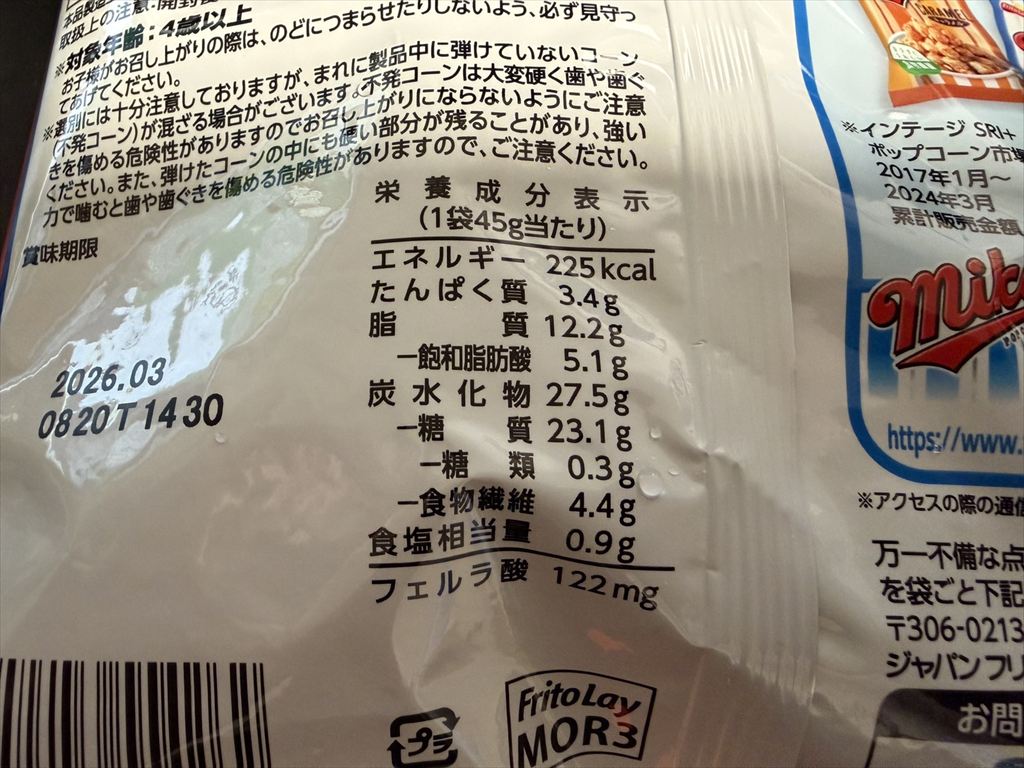 取扱上の注意:開封後
※対象年齢:4歳以上
お子様がお召し上がりの際は、のどにつまらせたりしないよう、必ず見守っ
てあげてください。
※選別には十分注意しておりますが、まれに製品中に弾けていないコーン
(不発コーン)が混ざる場合がございます。不発コーンは大変硬く歯や歯ぐ
きを傷める危険性がありますのでお召し上がりにならないようにご注意
ください。また、弾けたコーンの中にも硬い部分が残ることがあり、強い
力で噛むと歯や歯ぐきを傷める危険性がありますので、ご注意ください。
賞味期限
2026.03
0820T1430
栄養成分表示
(1袋45g当たり)
エネルギー 225kcal
たんぱく質 3.4g
脂質 12.2g
−飽和脂肪酸 5.1g
炭水化物 27.5g
−糖質 23.1g
−糖類 0.3g
−食物繊維 4.4g
食塩相当量 0.9g
フェルラ酸 122mg
プラ
FritoLay
MOR3
CARAMEL
※インテージ SRI+
ポップコーン市場
2017年1月〜
2024年3月
累計販売金額
Mik
https://www.
※アクセスの際の通信
万一不備な点
を袋ごと下記
〒306-0213
ジャパンフリ
お問